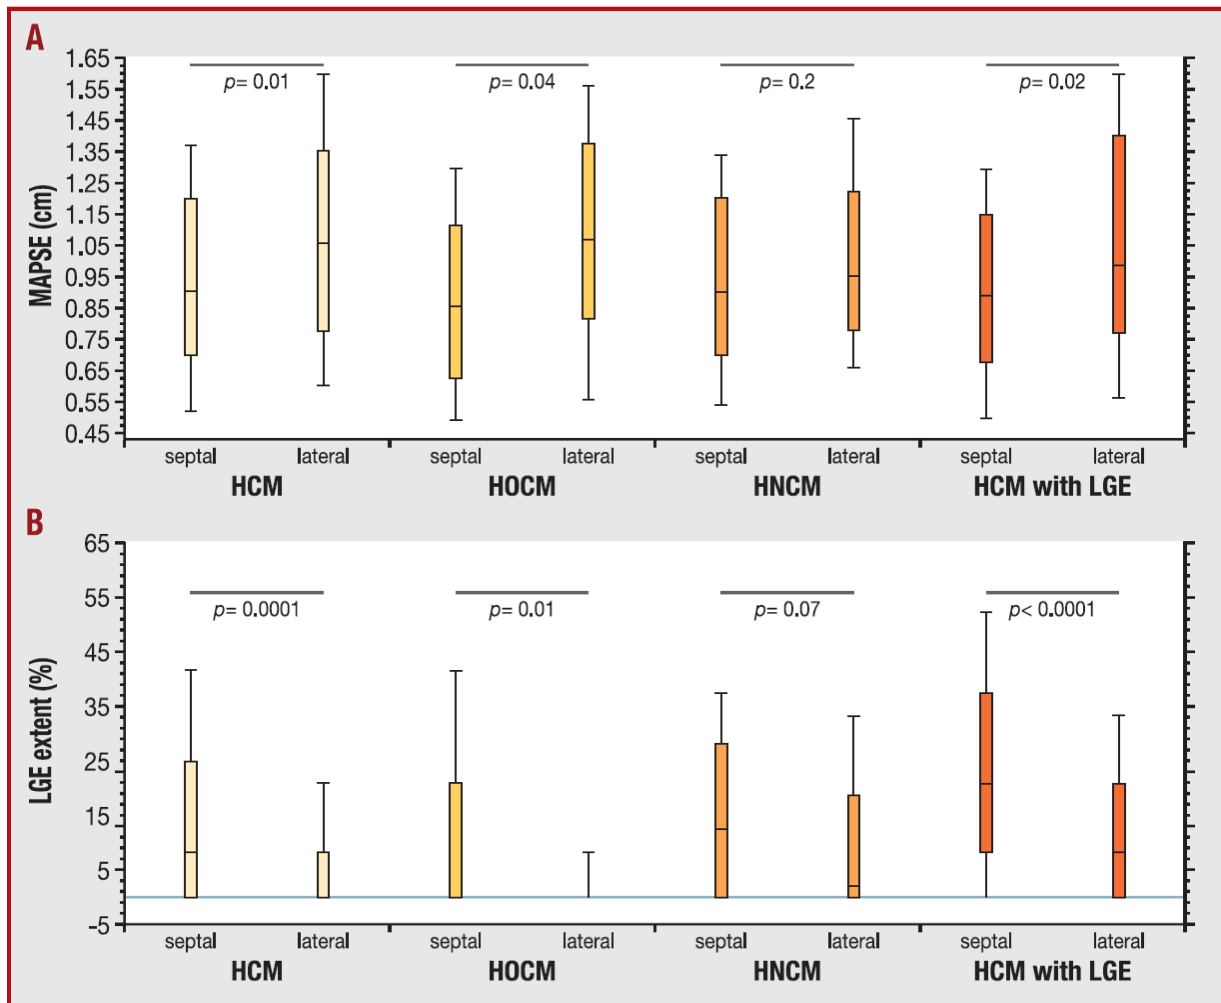 A
MAPSE (cm)
1.65
1.55
1.45
1.35
1.25
1.15
1.05
0.95
0.85
0.75
0.65
0.55
0.45
p= 0.01
p= 0.04
p= 0.2
p= 0.02
septal lateral septal lateral septal lateral septal lateral
HCM HOCM HNCM HCM with LGE
B
LGE extent (%)
65
55
45
35
25
15
5
–5
p= 0.0001
p= 0.01
p= 0.07
p< 0.0001
septal lateral septal lateral septal lateral septal lateral
HCM HOCM HNCM HCM with LGE